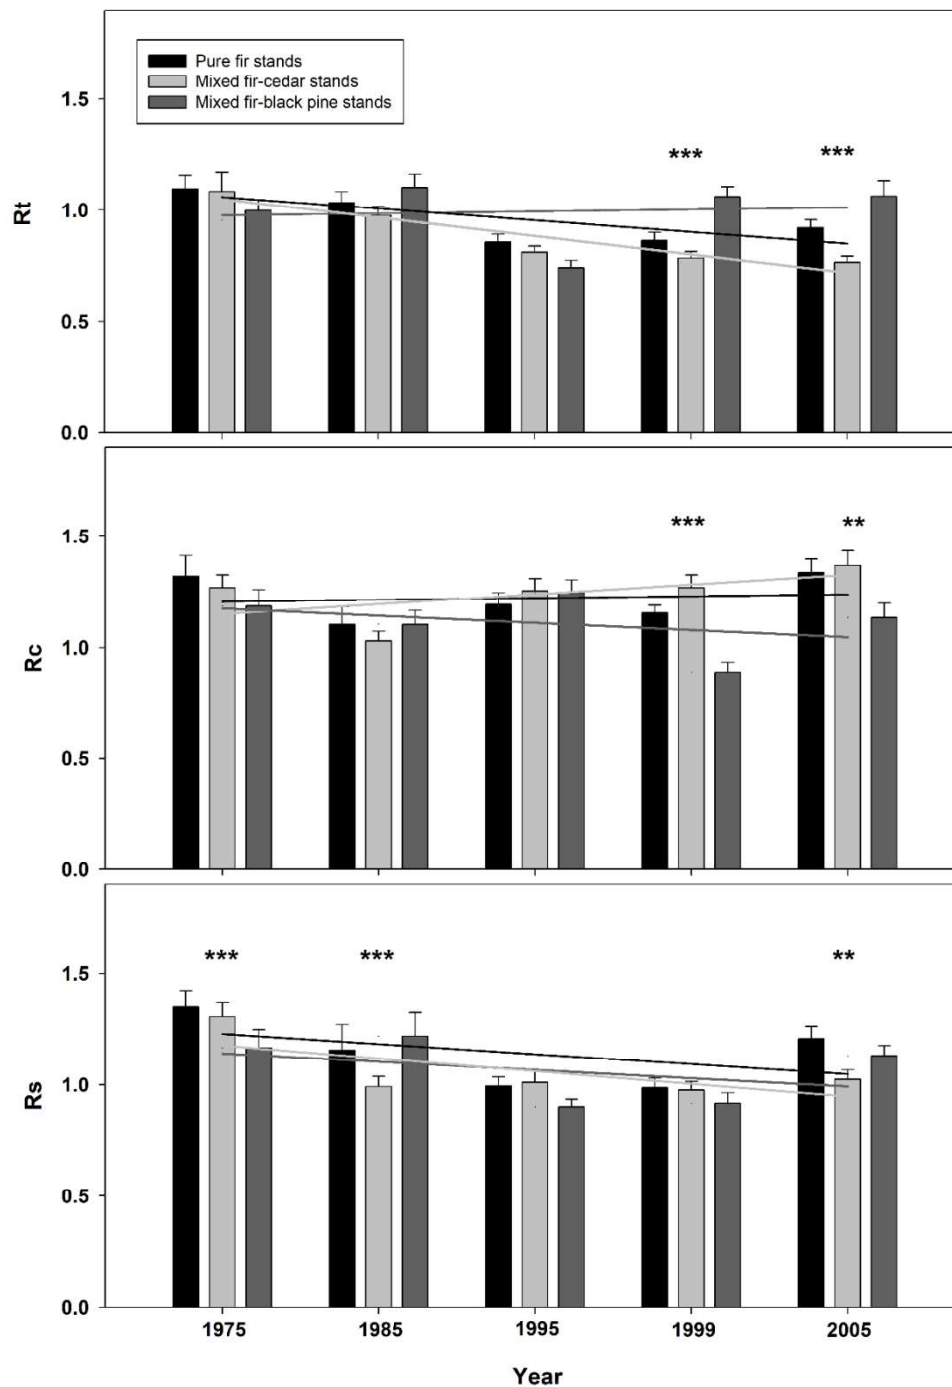 Pure fir stands
Mixed fir-cedar stands
Mixed fir-black pine stands
Rt
1.5
1.0
0.5
0.0
*** ***
Rc
1.5
1.0
0.5
0.0
*** **
Rs
1.5
1.0
0.5
0.0
*** *** **
1975 1985 1995 1999 2005
Year